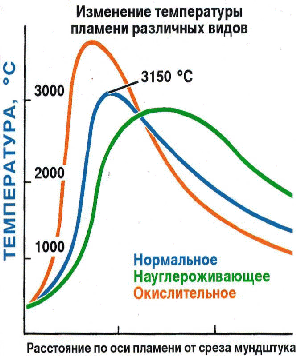 Изменение температуры
пламени различных видов
ТЕМПЕРАТУРА, °С
3150 °С
3000
2000
1000
Нормальное
Науглероживающее
Окислительное
Расстояние по оси пламени от среза мундштука